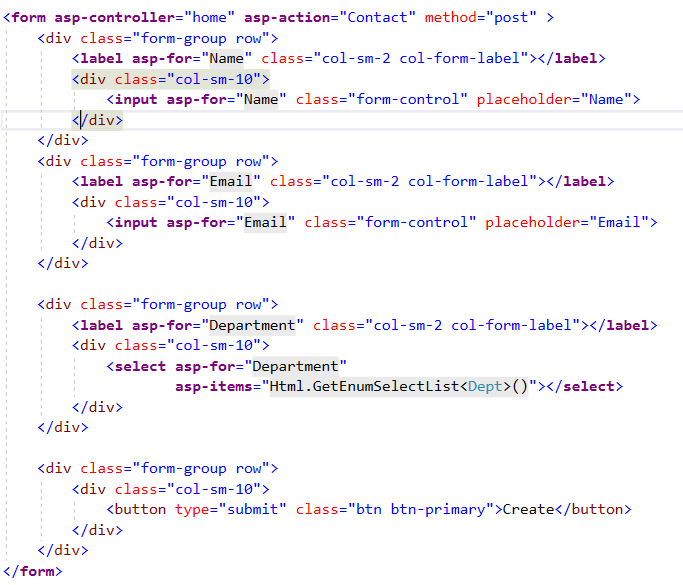 <form asp-controller="home" asp-action="Contact" method="post" >
    <div class="form-group row">
        <label asp-for="Name" class="col-sm-2 col-form-label"></label>
        <div class="col-sm-10">
            <input asp-for="Name" class="form-control" placeholder="Name">
        </div>
    </div>
    <div class="form-group row">
        <label asp-for="Email" class="col-sm-2 col-form-label"></label>
        <div class="col-sm-10">
            <input asp-for="Email" class="form-control" placeholder="Email">
        </div>
    </div>

    <div class="form-group row">
        <label asp-for="Department" class="col-sm-2 col-form-label"></label>
        <div class="col-sm-10">
            <select asp-for="Department"
                    asp-items="Html.GetEnumSelectList<Dept>()"></select>
        </div>
    </div>

    <div class="form-group row">
        <div class="col-sm-10">
            <button type="submit" class="btn btn-primary">Create</button>
        </div>
    </div>
</form>